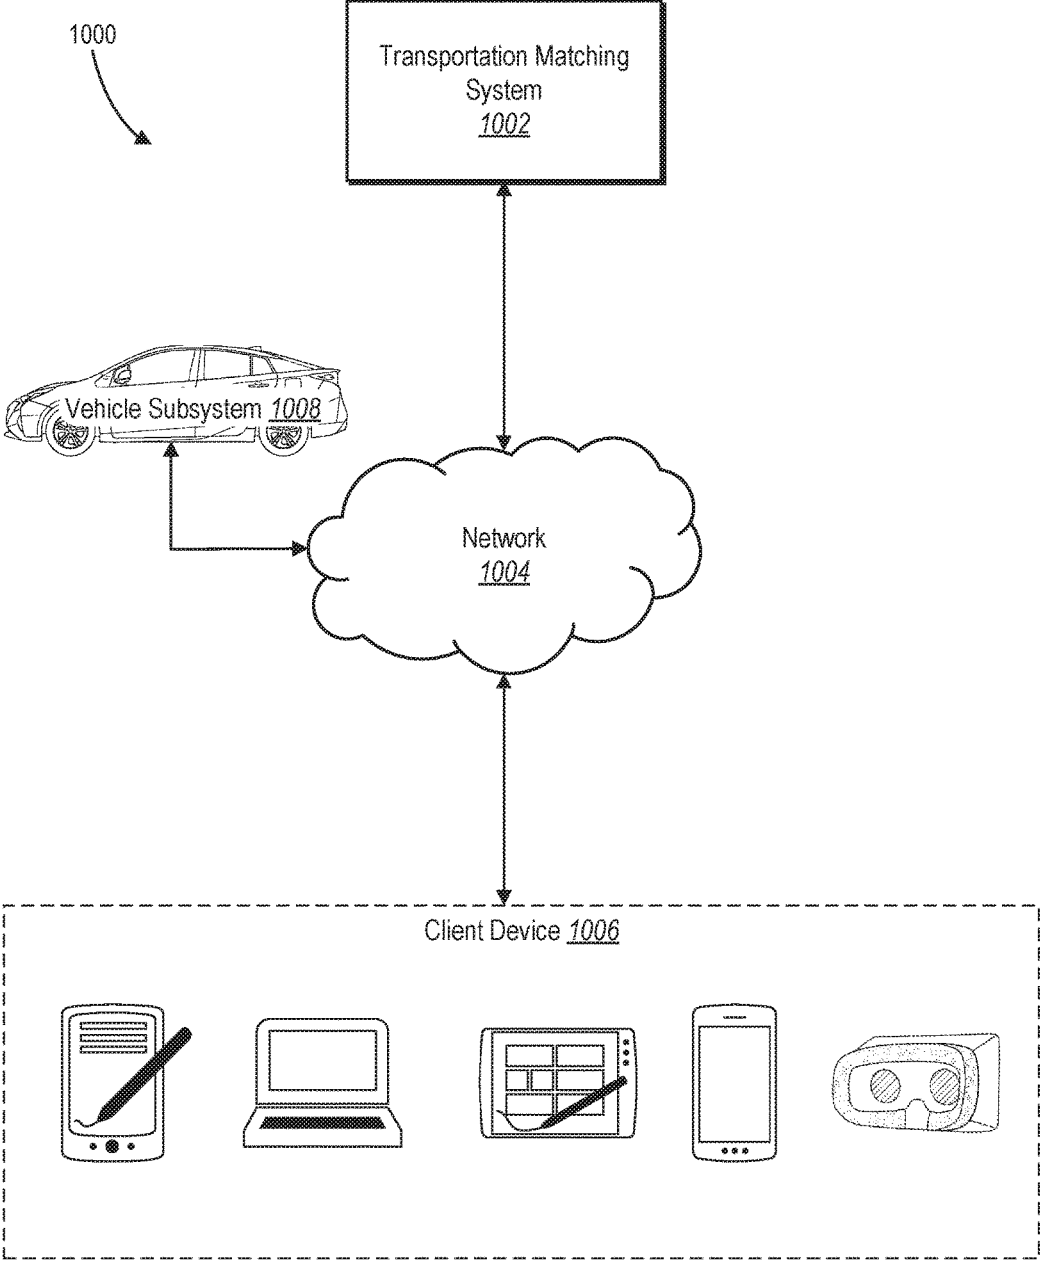 1000
Transportation Matching
System
1002
Vehicle Subsystem 1008
Network
1004
Client Device 1006